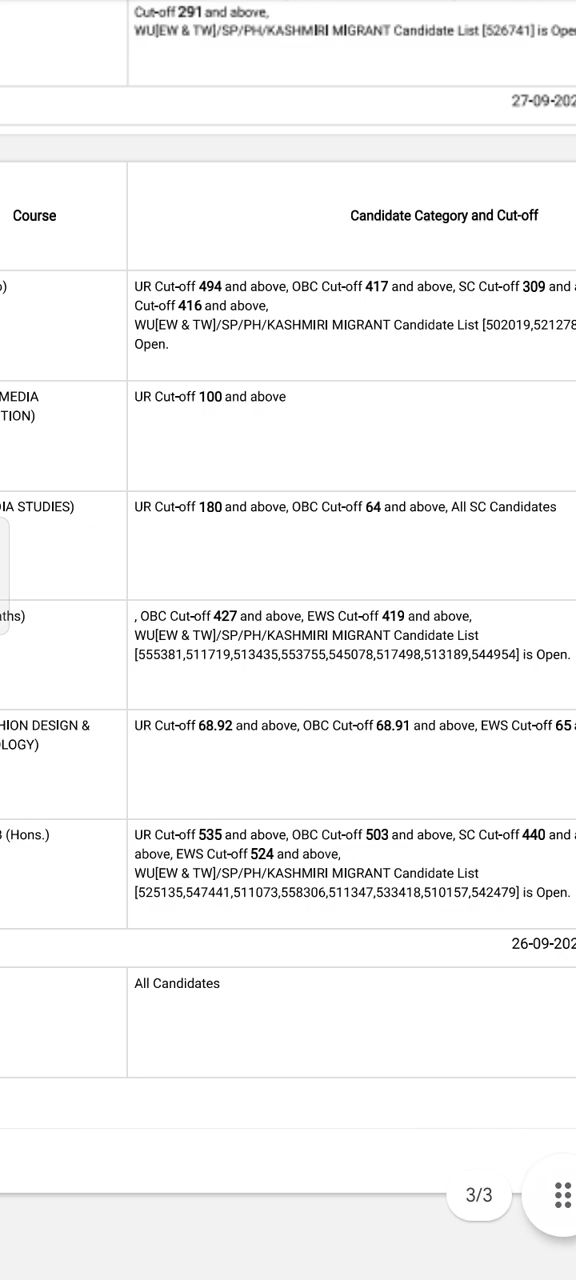 Cut-off 291 and above,
WU[EW & TW]/SP/PH/KASHMIRI MIGRANT Candidate List [526741] is Open
27-09-202
Course
Candidate Category and Cut-off
UR Cut-off 494 and above, OBC Cut-off 417 and above, SC Cut-off 309 and
Cut-off 416 and above,
WU[EW & TW]/SP/PH/KASHMIRI MIGRANT Candidate List [502019,521278
Open.
MEDIA
TION)
UR Cut-off 100 and above
IA STUDIES)
UR Cut-off 180 and above, OBC Cut-off 64 and above, All SC Candidates
ths)
, OBC Cut-off 427 and above, EWS Cut-off 419 and above,
WU[EW & TW]/SP/PH/KASHMIRI MIGRANT Candidate List
[555381,511719,513435,553755,545078,517498,513189,544954] is Open.
HION DESIGN &
LOGY)
UR Cut-off 68.92 and above, OBC Cut-off 68.91 and above, EWS Cut-off 65
(Hons.)
UR Cut-off 535 and above, OBC Cut-off 503 and above, SC Cut-off 440 and
above, EWS Cut-off 524 and above,
WU[EW & TW]/SP/PH/KASHMIRI MIGRANT Candidate List
[525135,547441,511073,558306,511347,533418,510157,542479] is Open.
26-09-202
All Candidates
3/3